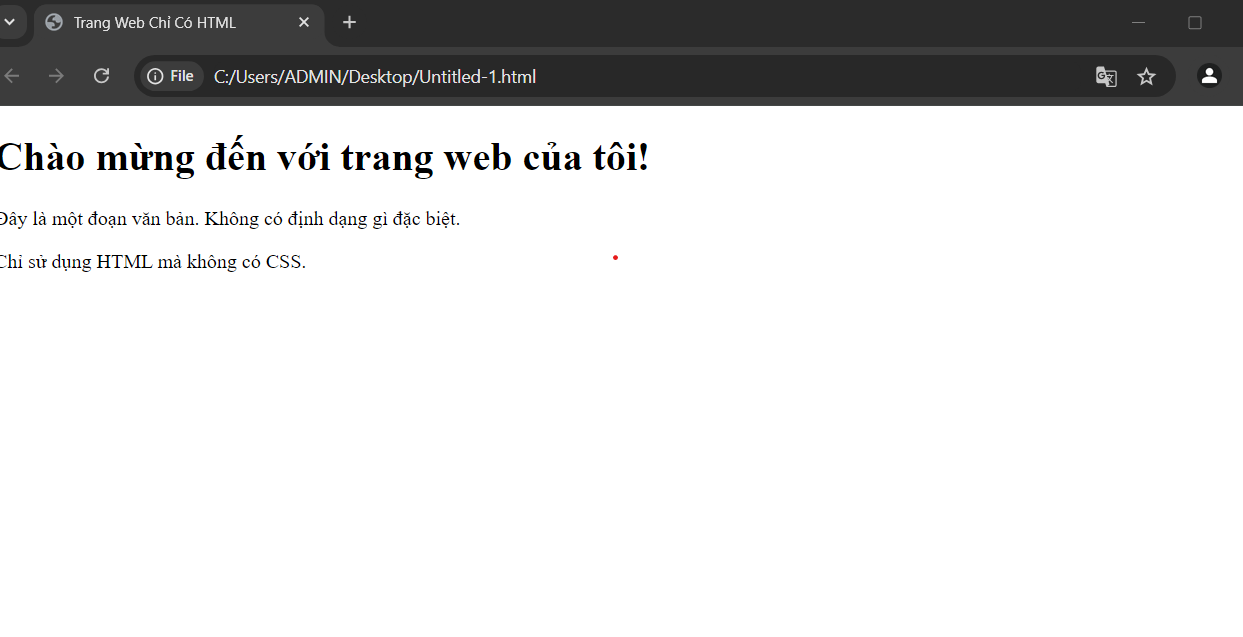 Trang Web Chỉ Có HTML
File
C:/Users/ADMIN/Desktop/Untitled-1.html
Chào mừng đến với trang web của tôi!
Đây là một đoạn văn bản. Không có định dạng gì đặc biệt.
Chỉ sử dụng HTML mà không có CSS.